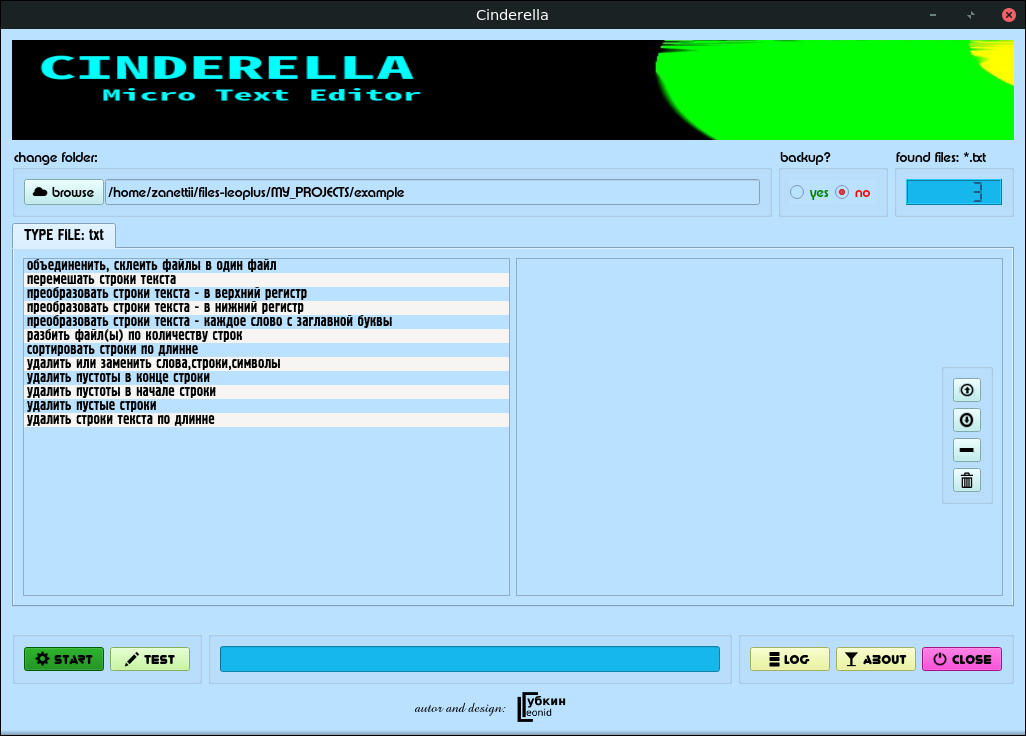 Cinderella
CINDERELLA
Micro Text Editor
change folder:
backup?
found files: *.txt
browse
/home/zanettii/files-leoplus/MY_PROJECTS/example
yes
no
3
TYPE FILE: txt
объединенить, склеить файлы в один файл
перемешать строки текста
преобразовать строки текста - в верхний регистр
преобразовать строки текста - в нижний регистр
преобразовать строки текста - каждое слово с заглавной буквы
разбить файл(ы) по количеству строк
сортировать строки по длинне
удалить или заменить слова,строки,символы
удалить пустоты в конце строки
удалить пустоты в начале строки
удалить пустые строки
удалить строки текста по длинне
START
TEST
LOG
ABOUT
CLOSE
autor and design:
Губкин
Leonid